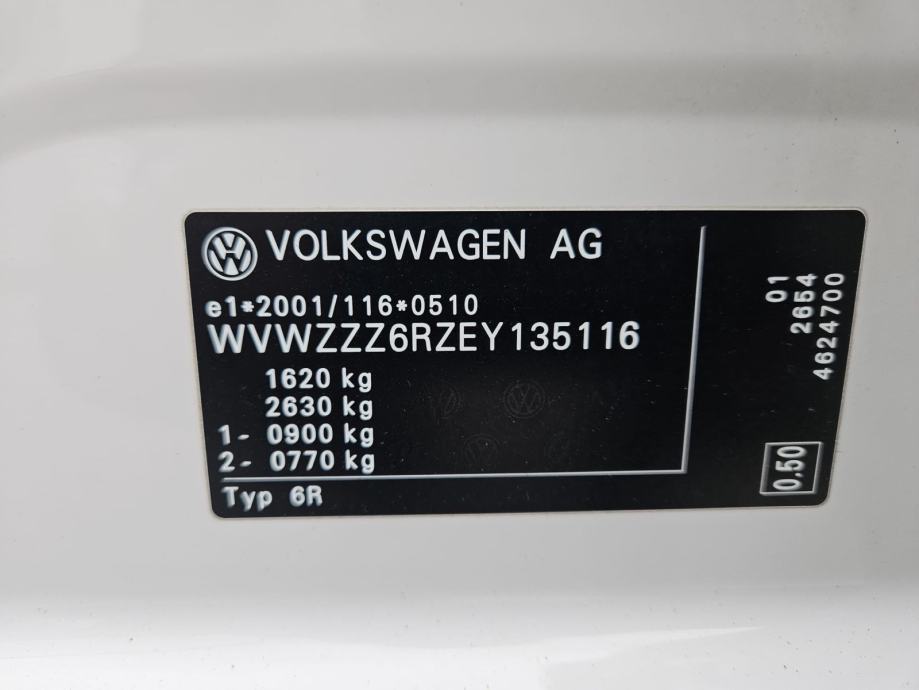 VOLKSWAGEN AG
e1*2001/116*0510
WVWZZZ6RZEY135116
1620 kg
2630 kg
1- 0900 kg
2- 0770 kg
Typ 6R
01
2654
4624700
0.50